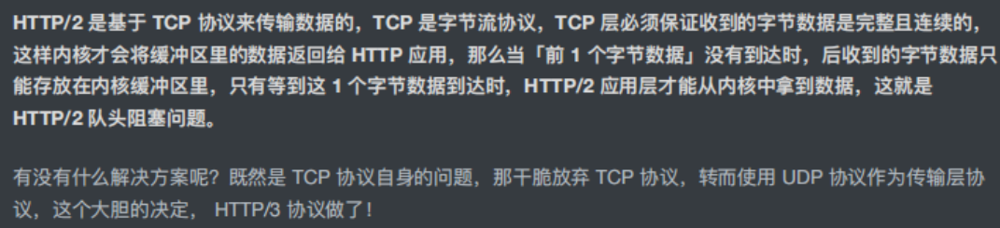 HTTP/2 是基于 TCP 协议来传输数据的，TCP 是字节流协议，TCP 层必须保证收到的字节数据是完整且连续的，
这样内核才会将缓冲区里的数据返回给 HTTP 应用，那么当「前 1 个字节数据」没有到达时，后收到的字节数据只
能存放在内核缓冲区里，只有等到这 1 个字节数据到达时，HTTP/2 应用层才能从内核中拿到数据，这就是
HTTP/2 队头阻塞问题。
有没有什么解决方案呢？既然是 TCP 协议自身的问题，那干脆放弃 TCP 协议，转而使用 UDP 协议作为传输层协
议，这个大胆的决定， HTTP/3 协议做了！